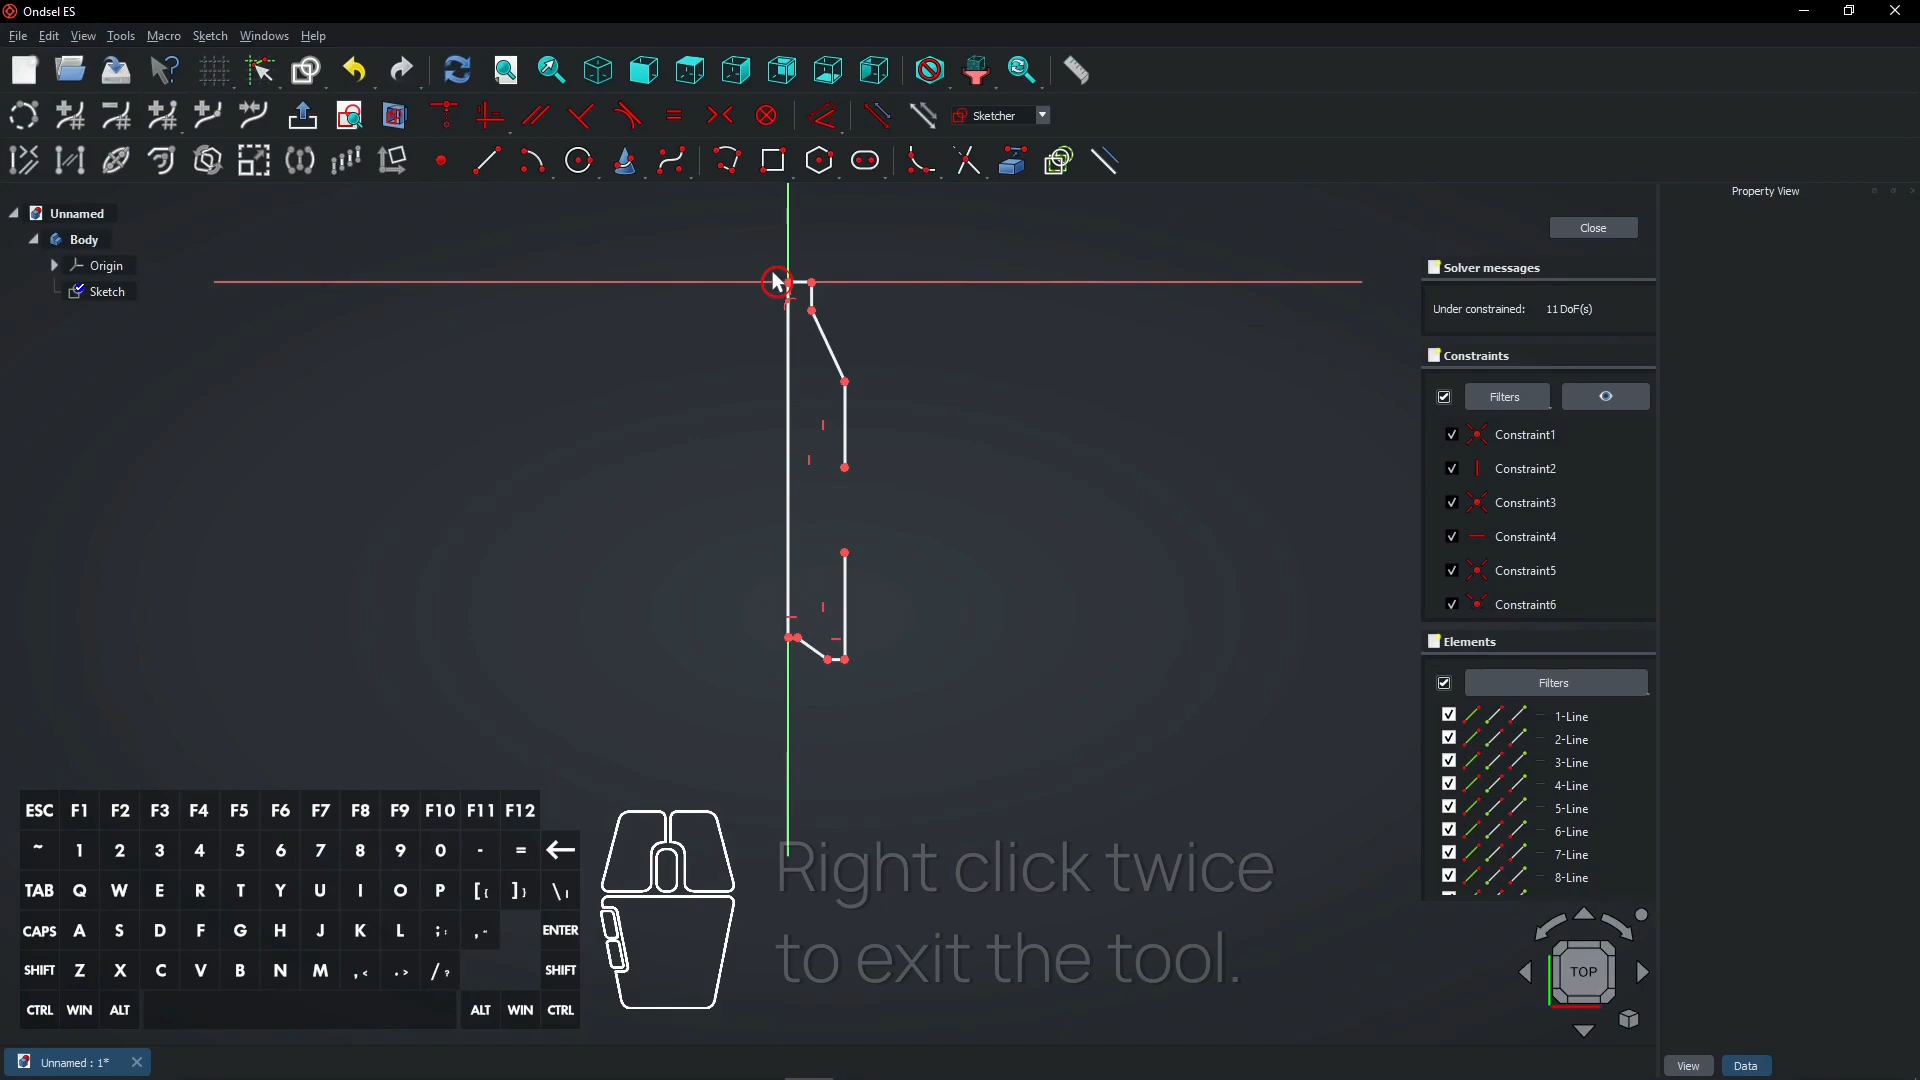 Ondsel ES
File Edit View Tools Macro Sketch Windows Help
Sketcher
Property View
Unnamed
Body
Origin
Sketch
Close
Solver messages
Under constrained: 11 DoF(s)
Constraints
Filters
Constraint1
Constraint2
Constraint3
Constraint4
Constraint5
Constraint6
Elements
Filters
1-Line
2-Line
3-Line
4-Line
5-Line
6-Line
7-Line
8-Line
ESC F1 F2 F3 F4 F5 F6 F7 F8 F9 F10 F11 F12
~ 1 2 3 4 5 6 7 8 9 0 - =
TAB Q W E R T Y U I O P [{ ]} \|
CAPS A S D F G H J K L ;: ,. ENTER
SHIFT Z X C V B N M ,< .> /? SHIFT
CTRL WIN ALT ALT WIN CTRL
Right click twice
to exit the tool.
TOP
Unnamed : 1*
View Data